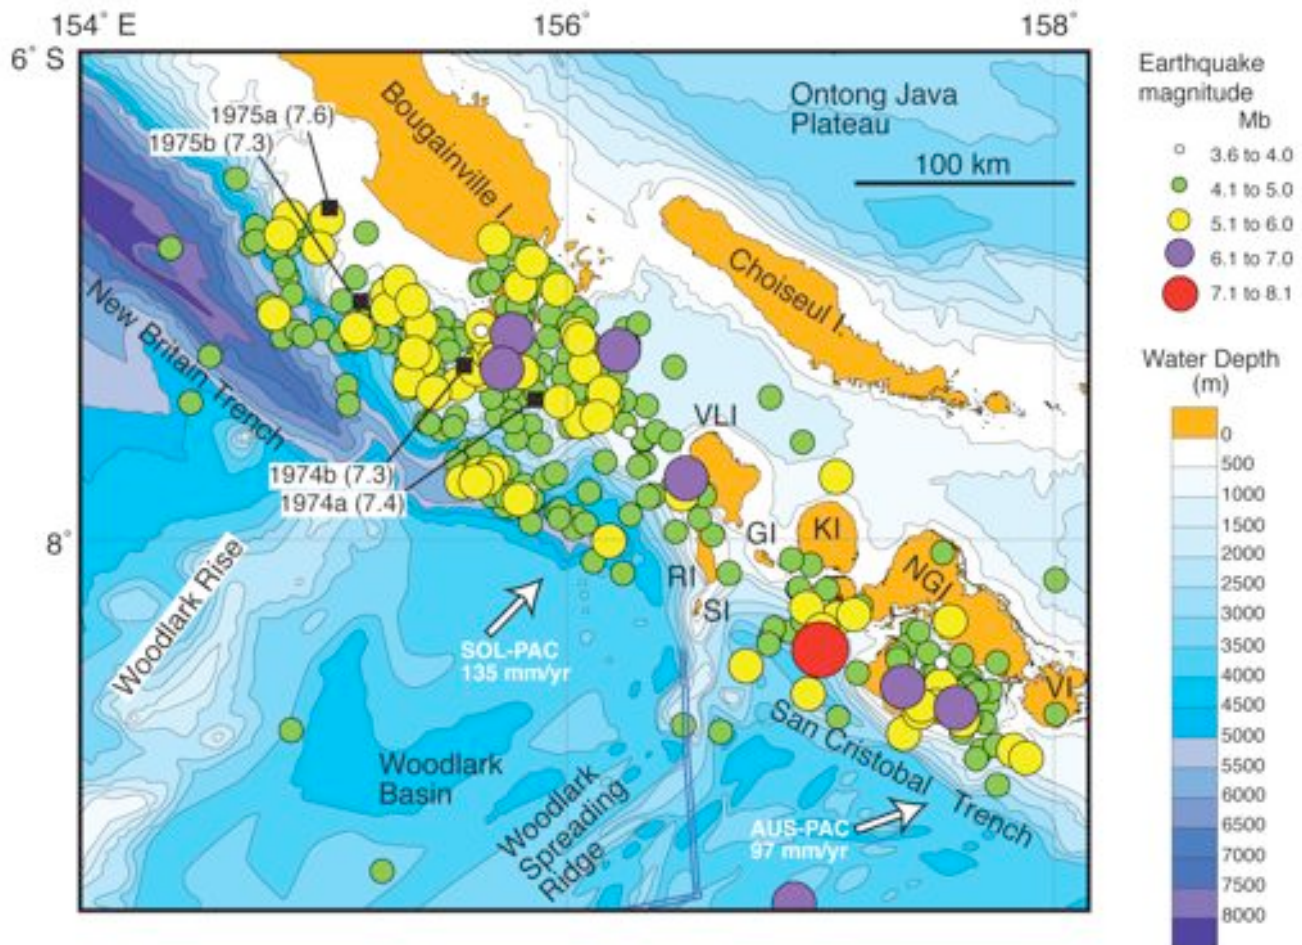 154° E
156°
158°
6° S
8°
1975a (7.6)
1975b (7.3)
Bougainville I.
Ontong Java
Plateau
100 km
Choiseul I.
New Britain Trench
1974b (7.3)
1974a (7.4)
VLI
GI
KI
NGI
RI
SI
VI
Woodlark Rise
SOL-PAC
135 mm/yr
Woodlark
Basin
Woodlark
Spreading
Ridge
San Cristobal Trench
AUS-PAC
97 mm/yr
Earthquake
magnitude
Mb
3.6 to 4.0
4.1 to 5.0
5.1 to 6.0
6.1 to 7.0
7.1 to 8.1
Water Depth
(m)
0
500
1000
1500
2000
2500
3000
3500
4000
4500
5000
5500
6000
6500
7000
7500
8000